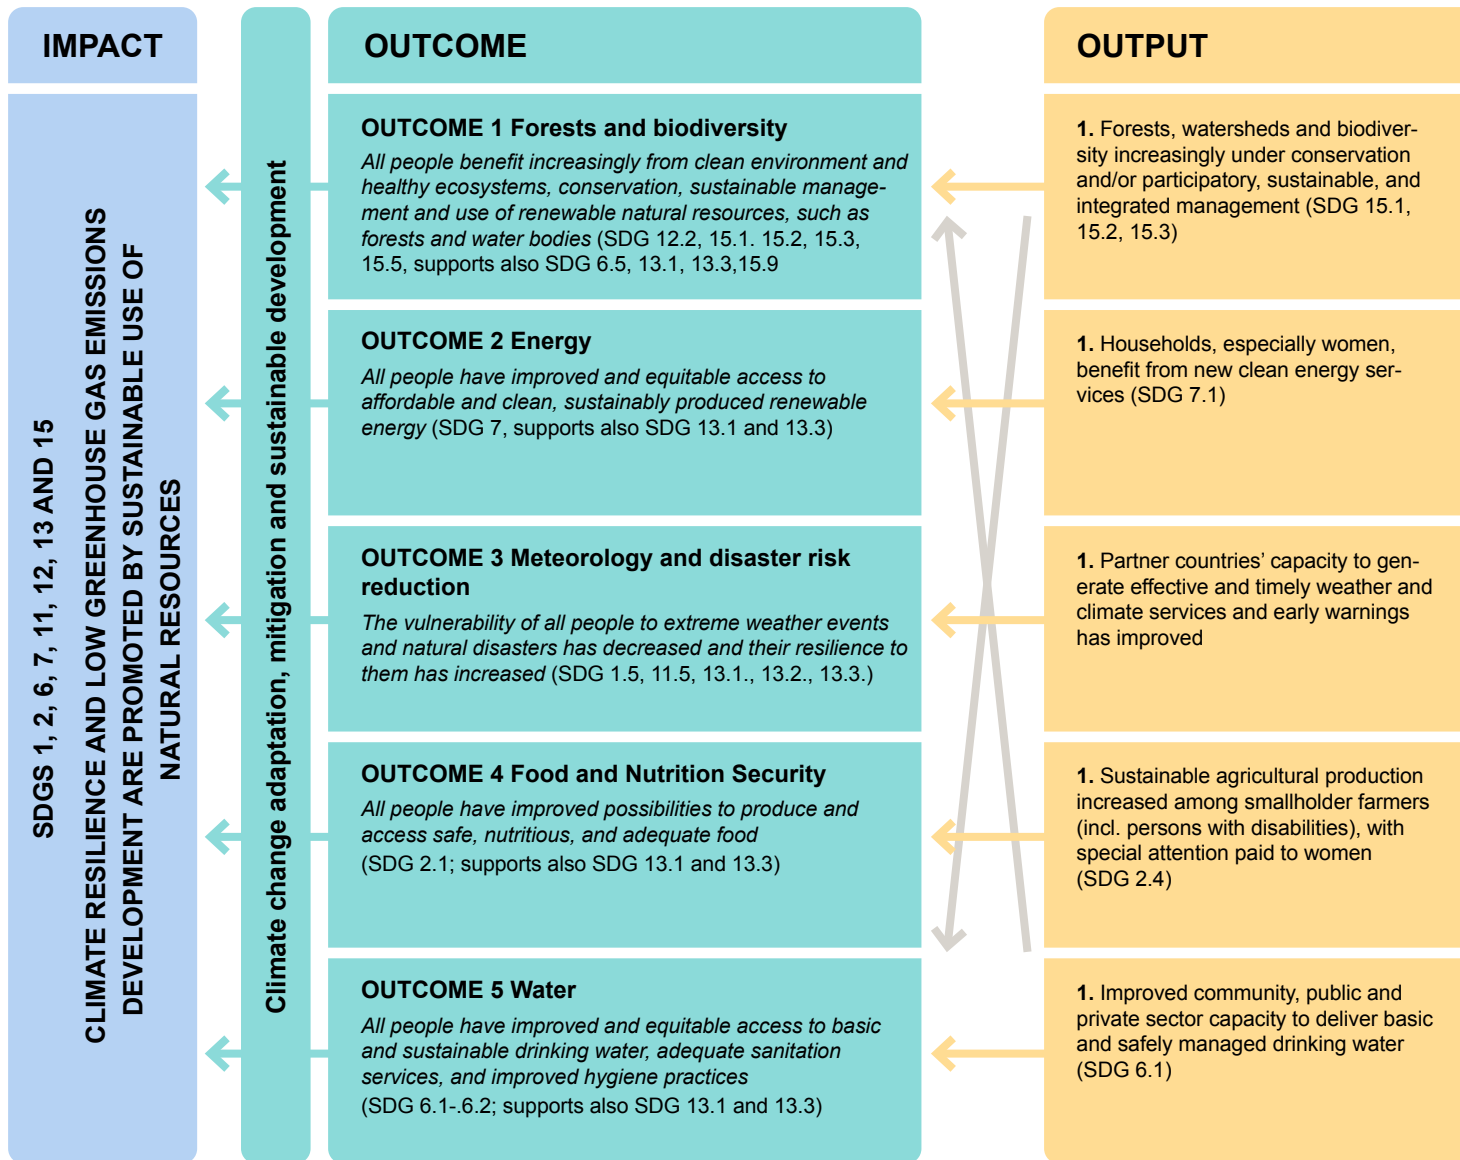 IMPACT
SDGS 1, 2, 6, 7, 11, 12, 13 AND 15
CLIMATE RESILIENCE AND LOW GREENHOUSE GAS EMISSIONS
DEVELOPMENT ARE PROMOTED BY SUSTAINABLE USE OF
NATURAL RESOURCES
Climate change adaptation, mitigation and sustainable development
OUTCOME
OUTCOME 1 Forests and biodiversity
All people benefit increasingly from clean environment and
healthy ecosystems, conservation, sustainable manage-
ment and use of renewable natural resources, such as
forests and water bodies (SDG 12.2, 15.1. 15.2, 15.3,
15.5, supports also SDG 6.5, 13.1, 13.3,15.9
OUTCOME 2 Energy
All people have improved and equitable access to
affordable and clean, sustainably produced renewable
energy (SDG 7, supports also SDG 13.1 and 13.3)
OUTCOME 3 Meteorology and disaster risk
reduction
The vulnerability of all people to extreme weather events
and natural disasters has decreased and their resilience to
them has increased (SDG 1.5, 11.5, 13.1., 13.2., 13.3.)
OUTCOME 4 Food and Nutrition Security
All people have improved possibilities to produce and
access safe, nutritious, and adequate food
(SDG 2.1; supports also SDG 13.1 and 13.3)
OUTCOME 5 Water
All people have improved and equitable access to basic
and sustainable drinking water, adequate sanitation
services, and improved hygiene practices
(SDG 6.1-.6.2; supports also SDG 13.1 and 13.3)
OUTPUT
1. Forests, watersheds and biodiver-
sity increasingly under conservation
and/or participatory, sustainable, and
integrated management (SDG 15.1,
15.2, 15.3)
1. Households, especially women,
benefit from new clean energy ser-
vices (SDG 7.1)
1. Partner countries’ capacity to gen-
erate effective and timely weather and
climate services and early warnings
has improved
1. Sustainable agricultural production
increased among smallholder farmers
(incl. persons with disabilities), with
special attention paid to women
(SDG 2.4)
1. Improved community, public and
private sector capacity to deliver basic
and safely managed drinking water
(SDG 6.1)